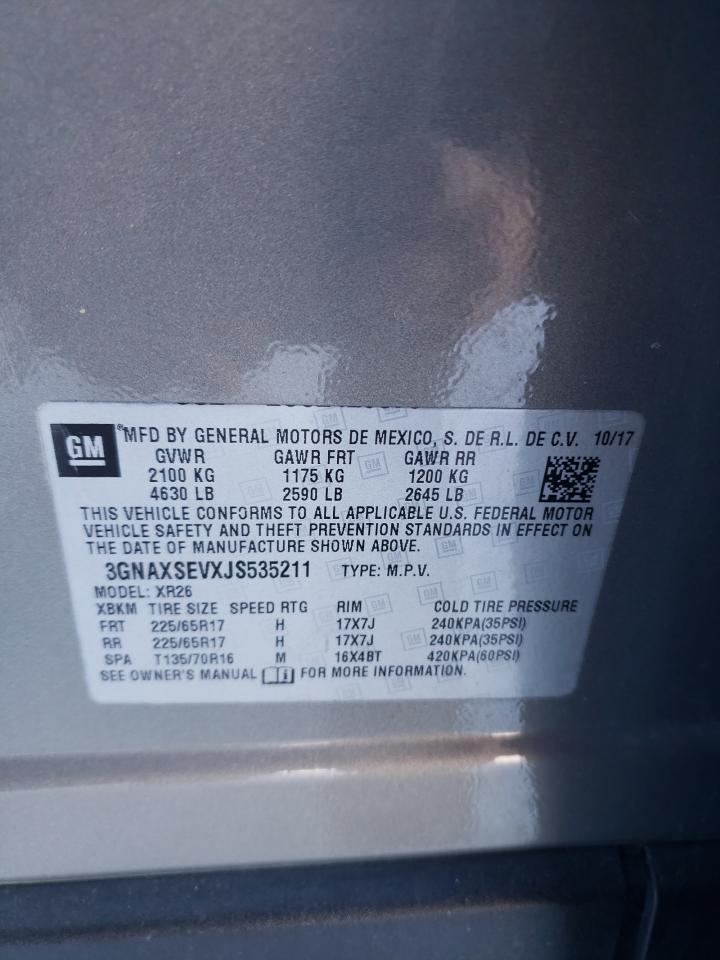 GM ®MFD BY GENERAL MOTORS DE MEXICO, S. DE R.L. DE C.V. 10/17
GVWR GAWR FRT GAWR RR
2100 KG 1175 KG 1200 KG
4630 LB 2590 LB 2645 LB
THIS VEHICLE CONFORMS TO ALL APPLICABLE U.S. FEDERAL MOTOR
VEHICLE SAFETY AND THEFT PREVENTION STANDARDS IN EFFECT ON
THE DATE OF MANUFACTURE SHOWN ABOVE.
3GNAXSEVXJS535211 TYPE: M.P.V.
MODEL: XR26
XBKM TIRE SIZE SPEED RTG RIM COLD TIRE PRESSURE
FRT 225/65R17 H 17X7J 240KPA(35PSI)
RR 225/65R17 H 17X7J 240KPA(35PSI)
SPA T135/70R16 M 16X4BT 420KPA(60PSI)
SEE OWNER'S MANUAL FOR MORE INFORMATION.